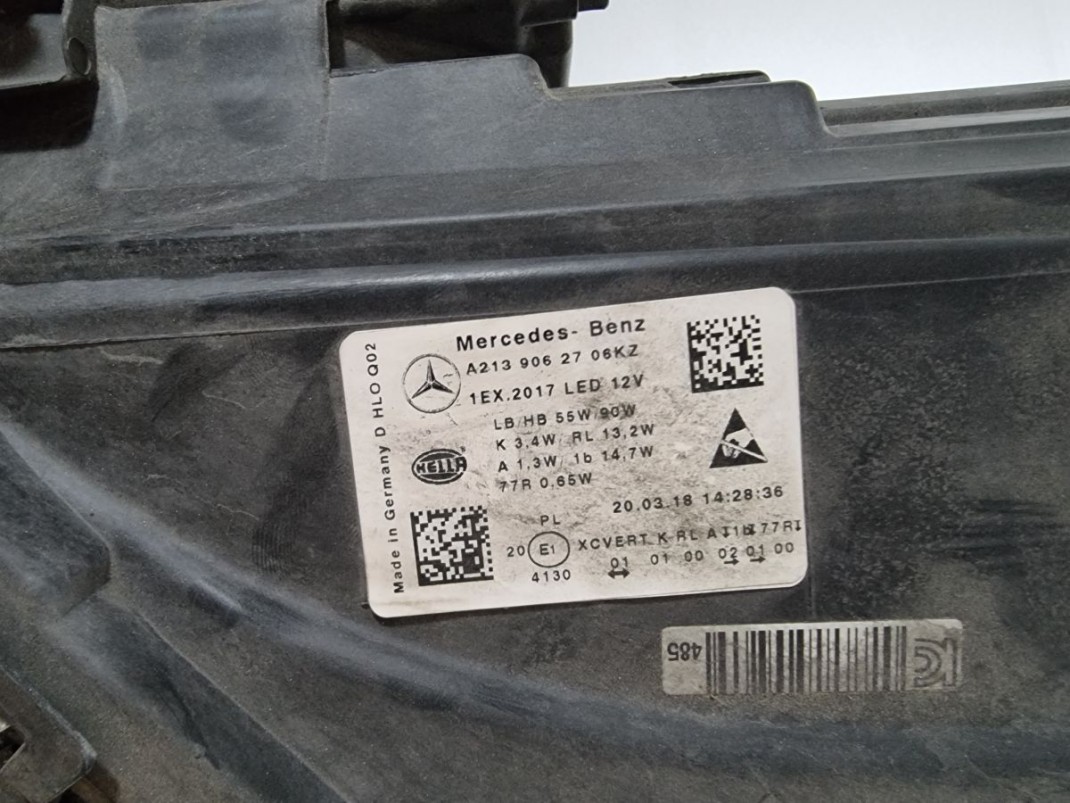 Mercedes- Benz
A213 906 27 06KZ
1EX.2017 LED 12V
LB/HB 55W/90W
K 3,4W RL 13,2W
A 1,3W 1b 14,7W
77R 0,65W
HELLA
20.03.18 14:28:36
PL
20 E1 XCVERT K RL
4130 01 01 00 02 01 00
Made in Germany D HLO Q02
485